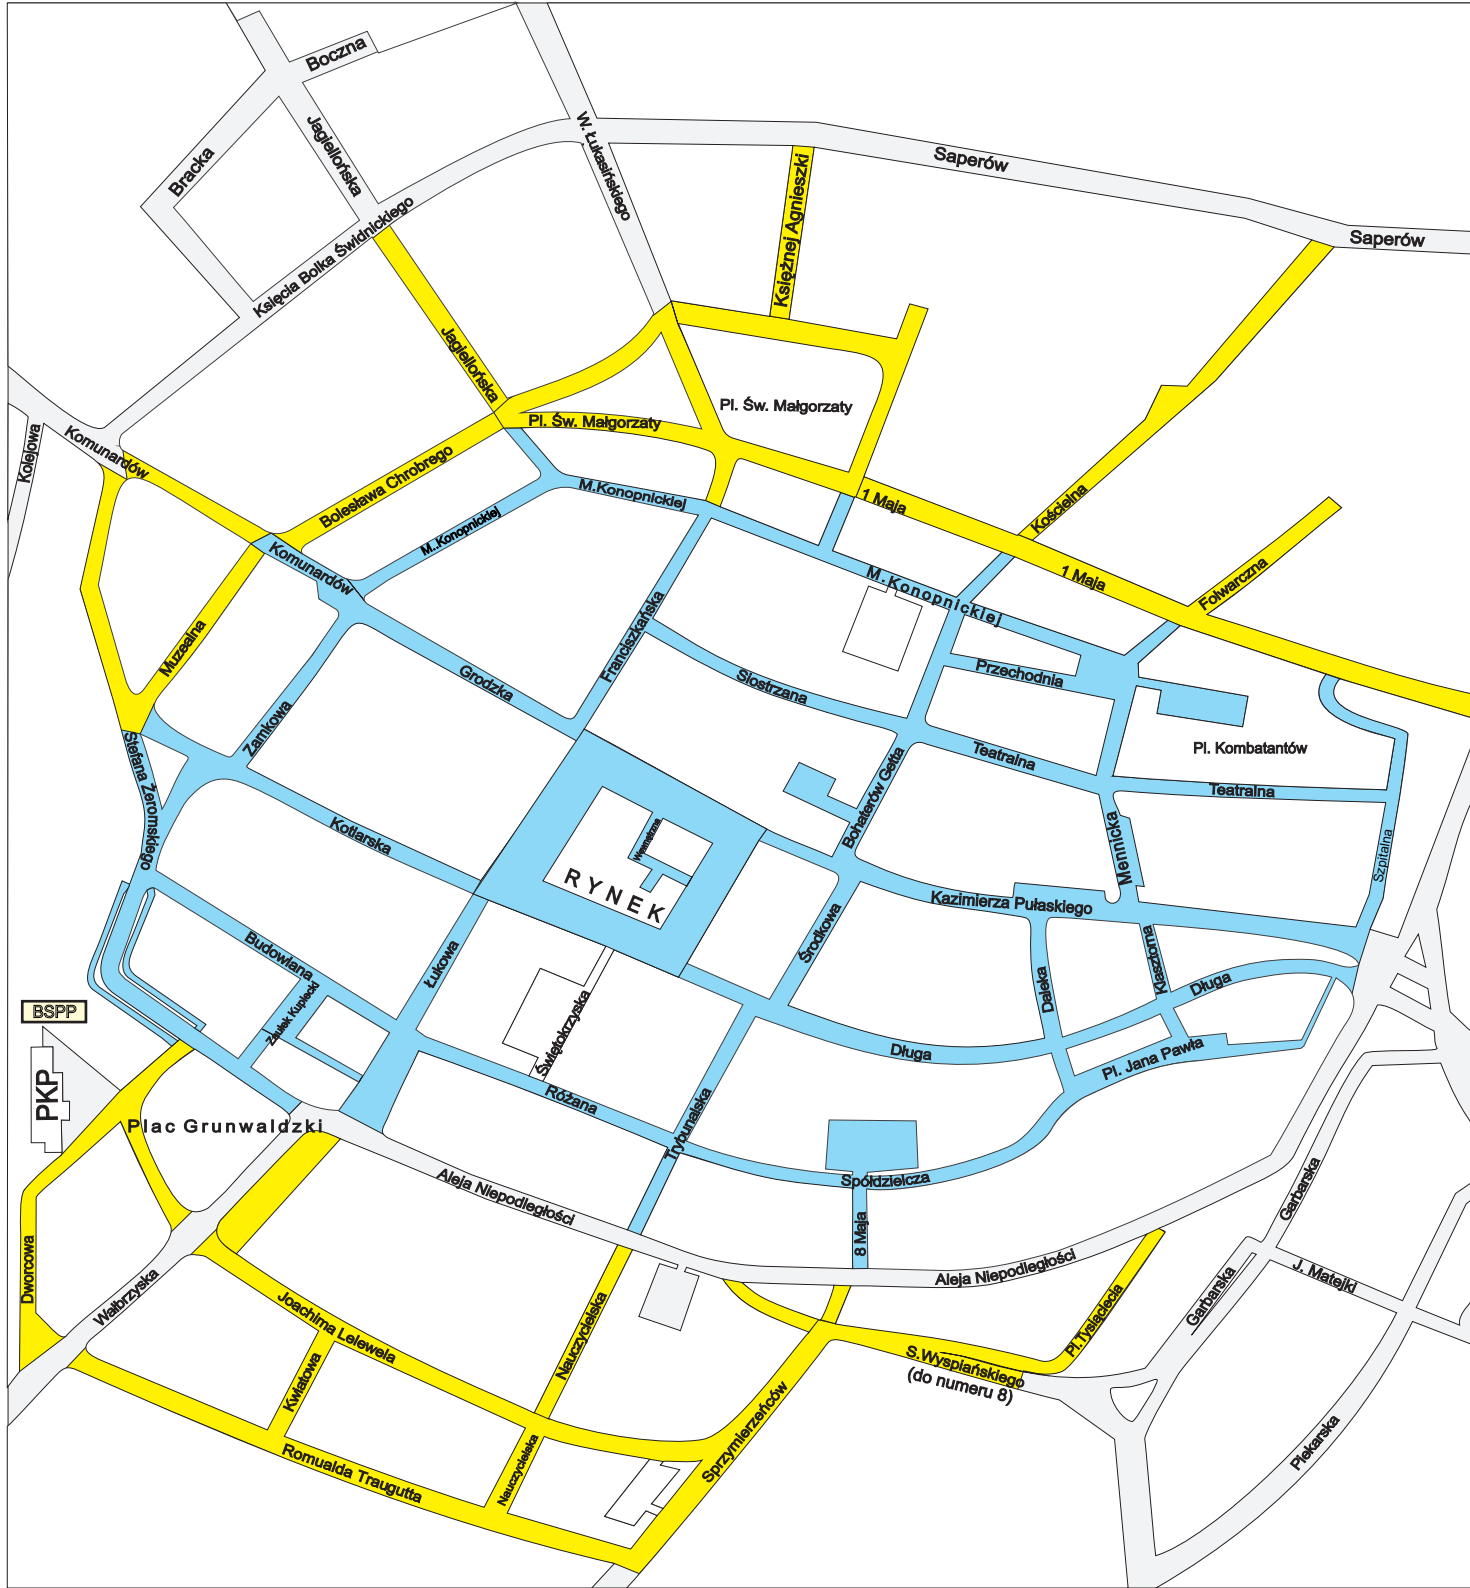 Boczna
Jagiellońska
Bracka
W. Łukasińskiego
Saperów
Księżnej Agnieszki
Saperów
Księcia Bolka Świdnickiego
Jagiellońska
Pl. Św. Małgorzaty
Pl. Św. Małgorzaty
Kolejowa
Komunardów
Bolesława Chrobrego
M.Konopnickiej
1 Maja
Kościelna
M..Konopnickiej
Komunardów
M.Konopnickiej
1 Maja
Folwarczna
Franciszkańska
Muzealna
Grodzka
Siostrzana
Przechodnia
Zamkowa
Stefana Żeromskiego
Bohaterów Getta
Teatralna
Pl. Kombatantów
Teatralna
Kotlarska
Wewnętrzna
Mennicka
Szpitalna
RYNEK
Kazimierza Pułaskiego
Środkowa
Budowlana
Łukowa
Klasztorna
Daleka
Długa
BSPP
Zaułek Kupiecki
Świętokrzyska
Długa
Pl. Jana Pawła
PKP
Różana
Plac Grunwaldzki
Trybunalska
Aleja Niepodległości
Spółdzielcza
8 Maja
Garbarska
Dworcowa
Wałbrzyska
Aleja Niepodległości
J. Matejki
Garbarska
Joachima Lelewela
Nauczycielska
Pl.Tysiąclecia
S.Wyspiańskiego
(do numeru 8)
Kwiatowa
Sprzymierzeńców
Piekarska
Romualda Traugutta
Nauczycielska